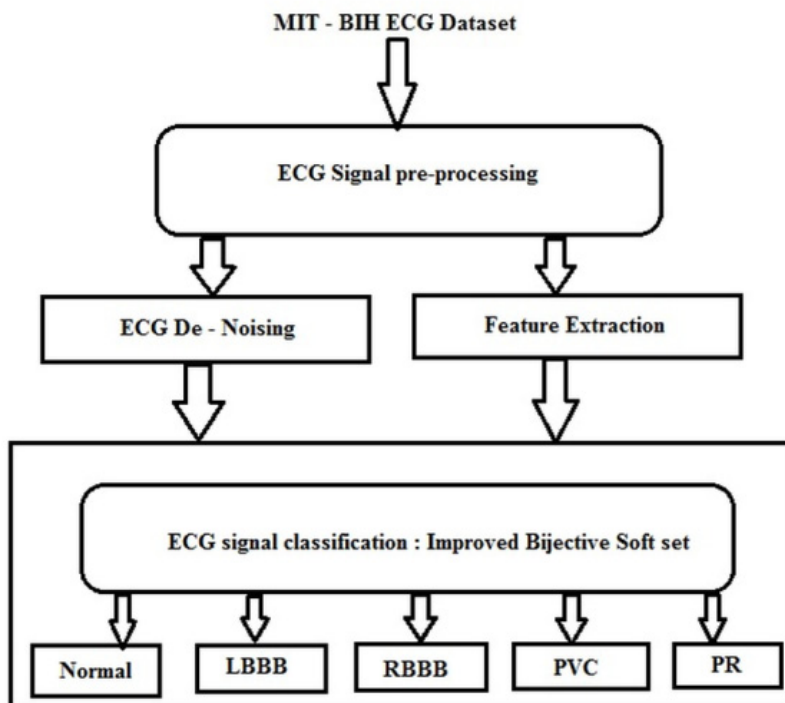 MIT - BIH ECG Dataset
ECG Signal pre-processing
ECG De - Noising
Feature Extraction
ECG signal classification : Improved Bijective Soft set
Normal
LBBB
RBBB
PVC
PR